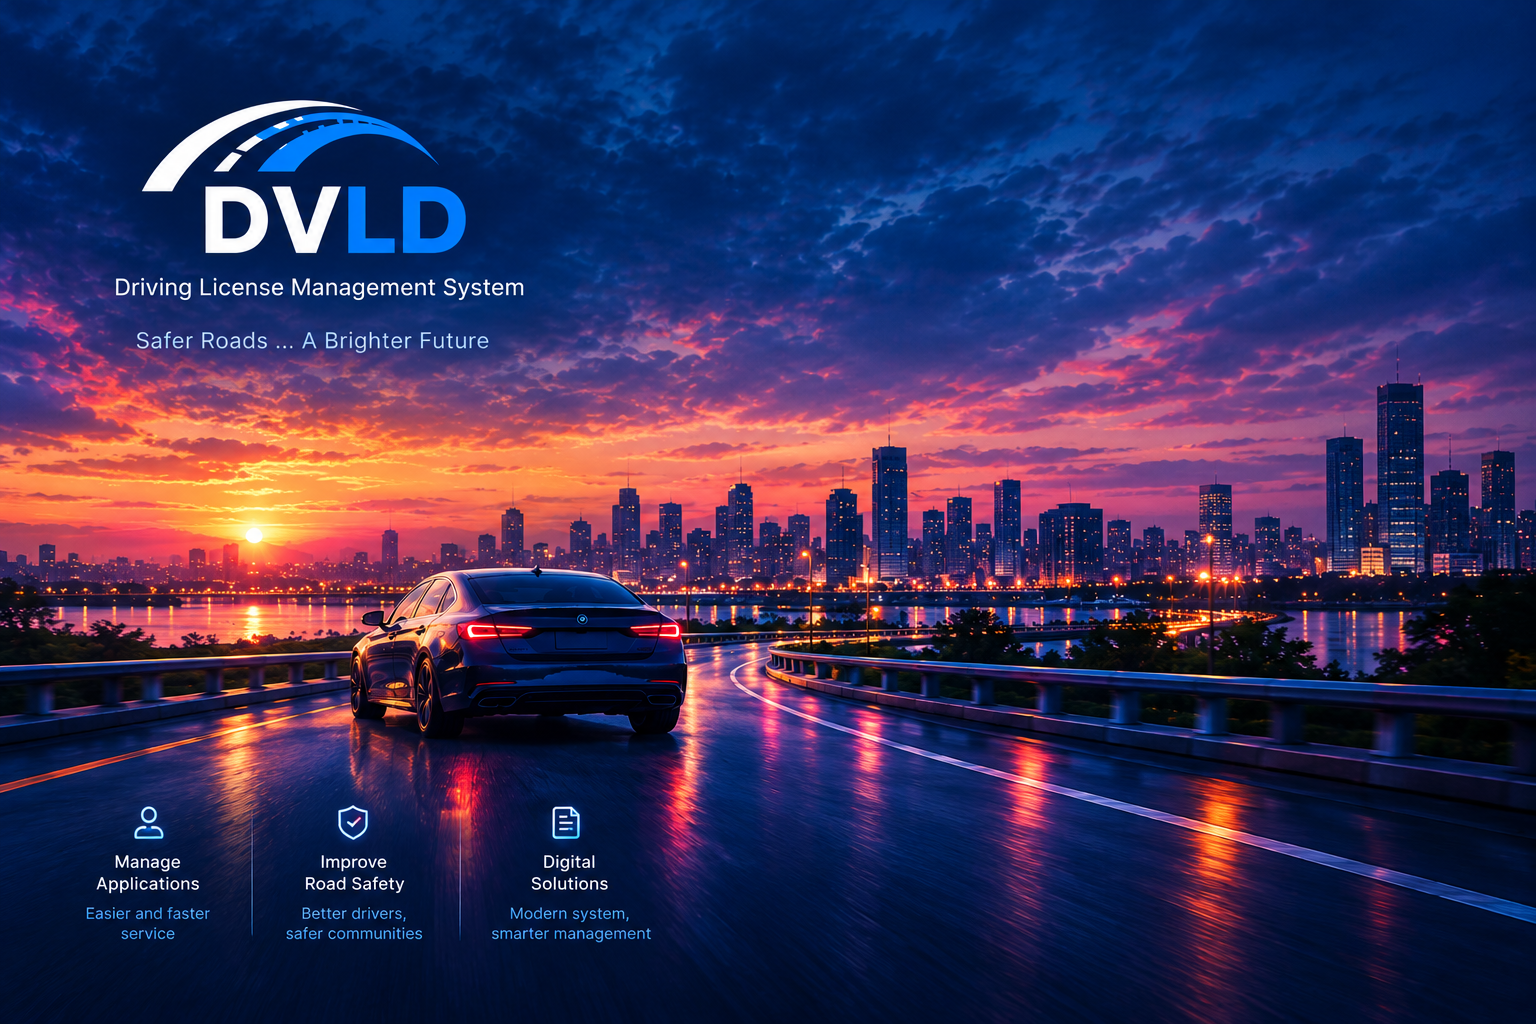 DVLD
Driving License Management System
Safer Roads ... A Brighter Future
Manage
Applications
Easier and faster
service
Improve
Road Safety
Better drivers,
safer communities
Digital
Solutions
Modern system,
smarter management